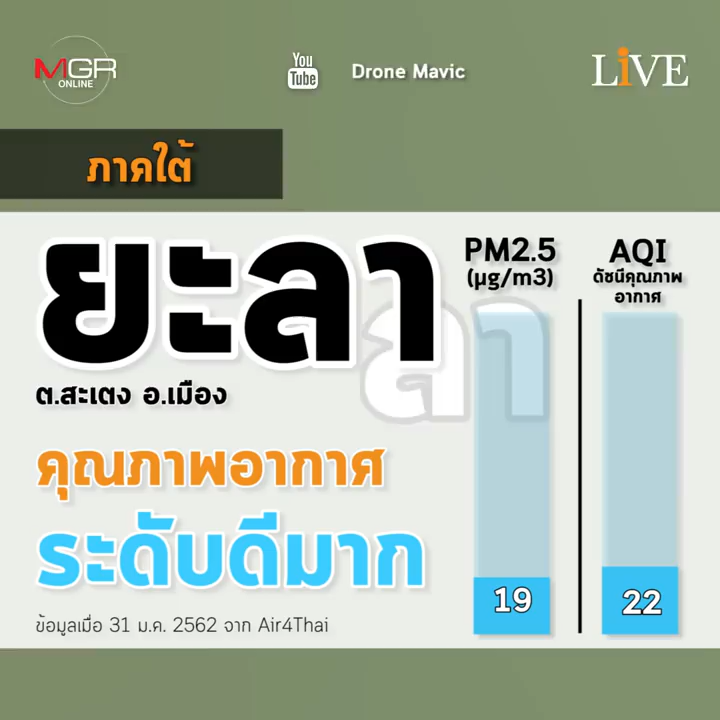 MGR
ONLINE
You
Tube
Drone Mavic
LiVE
ภาคใต้
ยะลา
ต.สะเตง อ.เมือง
PM2.5
(µg/m3)
AQI
ดัชนีคุณภาพ
อากาศ
ลา
คุณภาพอากาศ
ระดับดีมาก
19
22
ข้อมูลเมื่อ 31 ม.ค. 2562 จาก Air4Thai